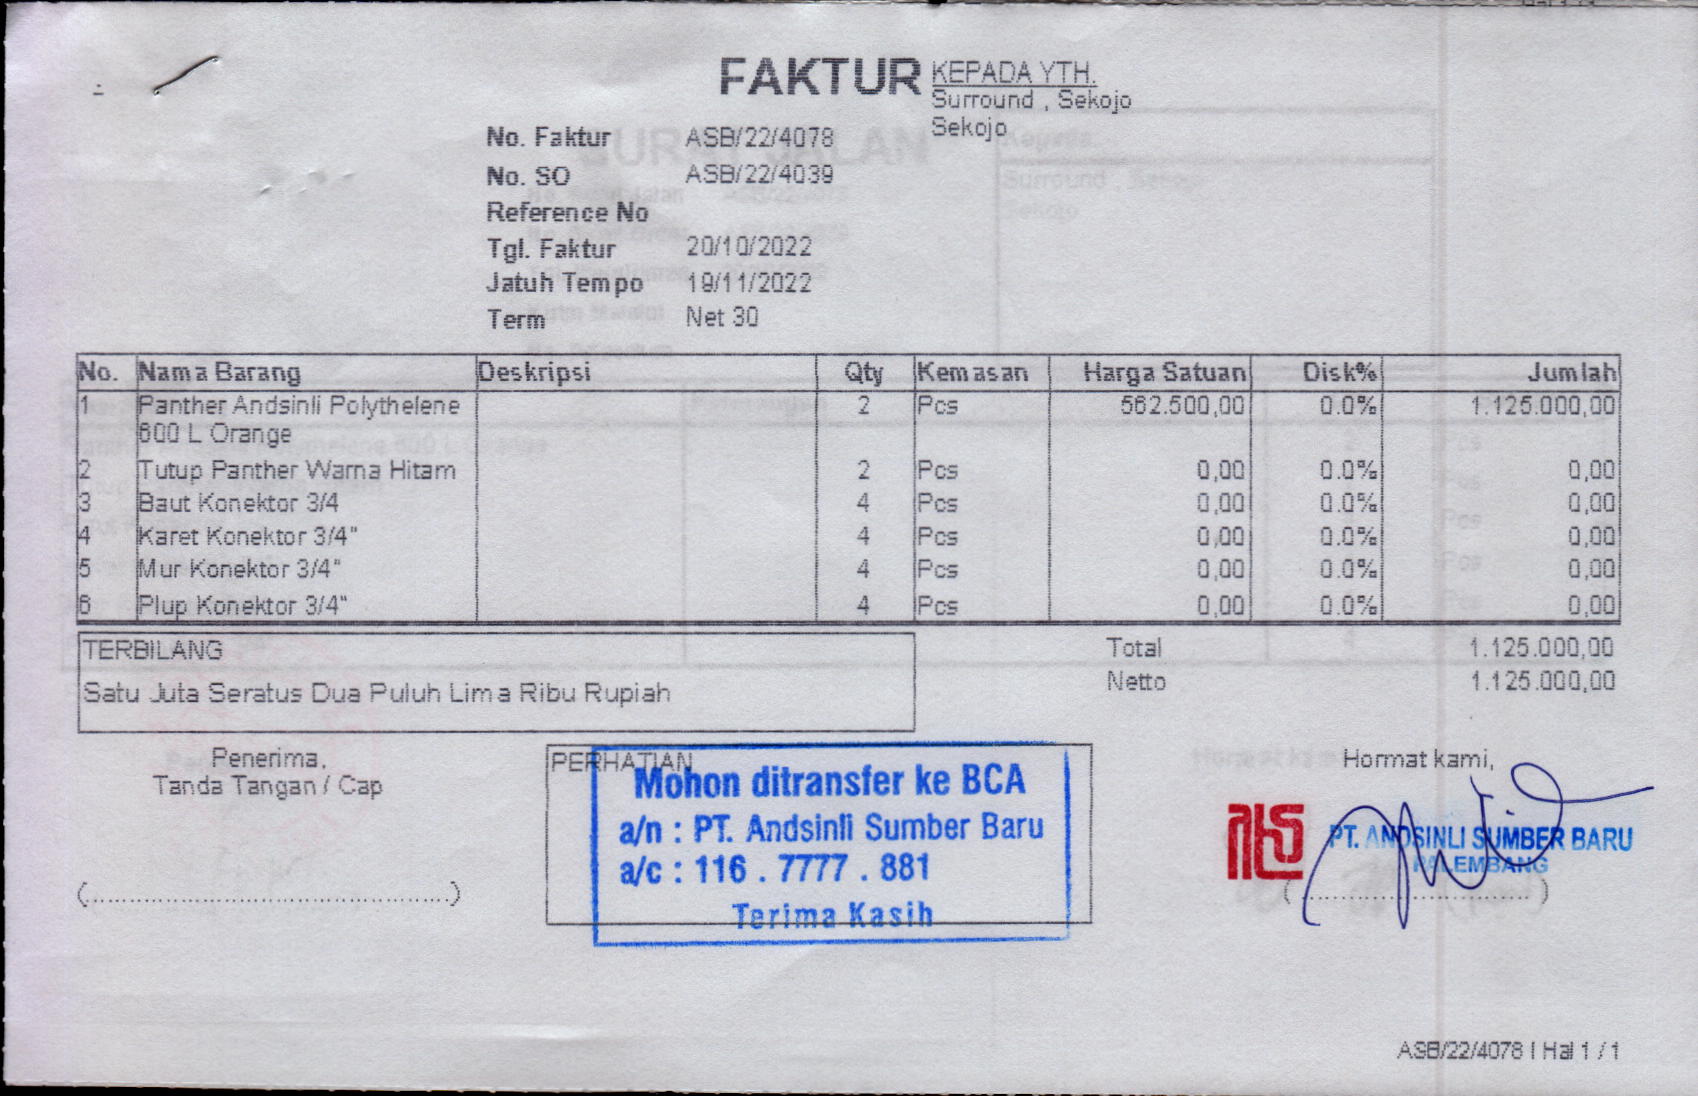 FAKTUR
KEPADA YTH.
Surround , Sekojo
Sekojo
No. Faktur ASB/22/4078
No. SO ASB/22/4039
Reference No
Tgl. Faktur 20/10/2022
Jatuh Tempo 19/11/2022
Term Net 30
No. Nama Barang Deskripsi Qty Kemasan Harga Satuan Disk% Jumlah
1 Panther Andsinli Polythelene 2 Pcs 562.500,00 0.0% 1.125.000,00
600 L Orange
2 Tutup Panther Warna Hitam 2 Pcs 0,00 0.0% 0,00
3 Baut Konektor 3/4 4 Pcs 0,00 0.0% 0,00
4 Karet Konektor 3/4" 4 Pcs 0,00 0.0% 0,00
5 Mur Konektor 3/4" 4 Pcs 0,00 0.0% 0,00
6 Plup Konektor 3/4" 4 Pcs 0,00 0.0% 0,00
TERBILANG
Satu Juta Seratus Dua Puluh Lima Ribu Rupiah
Total 1.125.000,00
Netto 1.125.000,00
Penerima,
Tanda Tangan / Cap
(..............................................)
PERHATIAN
Mohon ditransfer ke BCA
a/n : PT. Andsinli Sumber Baru
a/c : 116 . 7777 . 881
Terima Kasih
Hormat kami,
PT. ANDSINLI SUMBER BARU
PALEMBANG
(..............................)
ASB/22/4078 | Hal 1 / 1